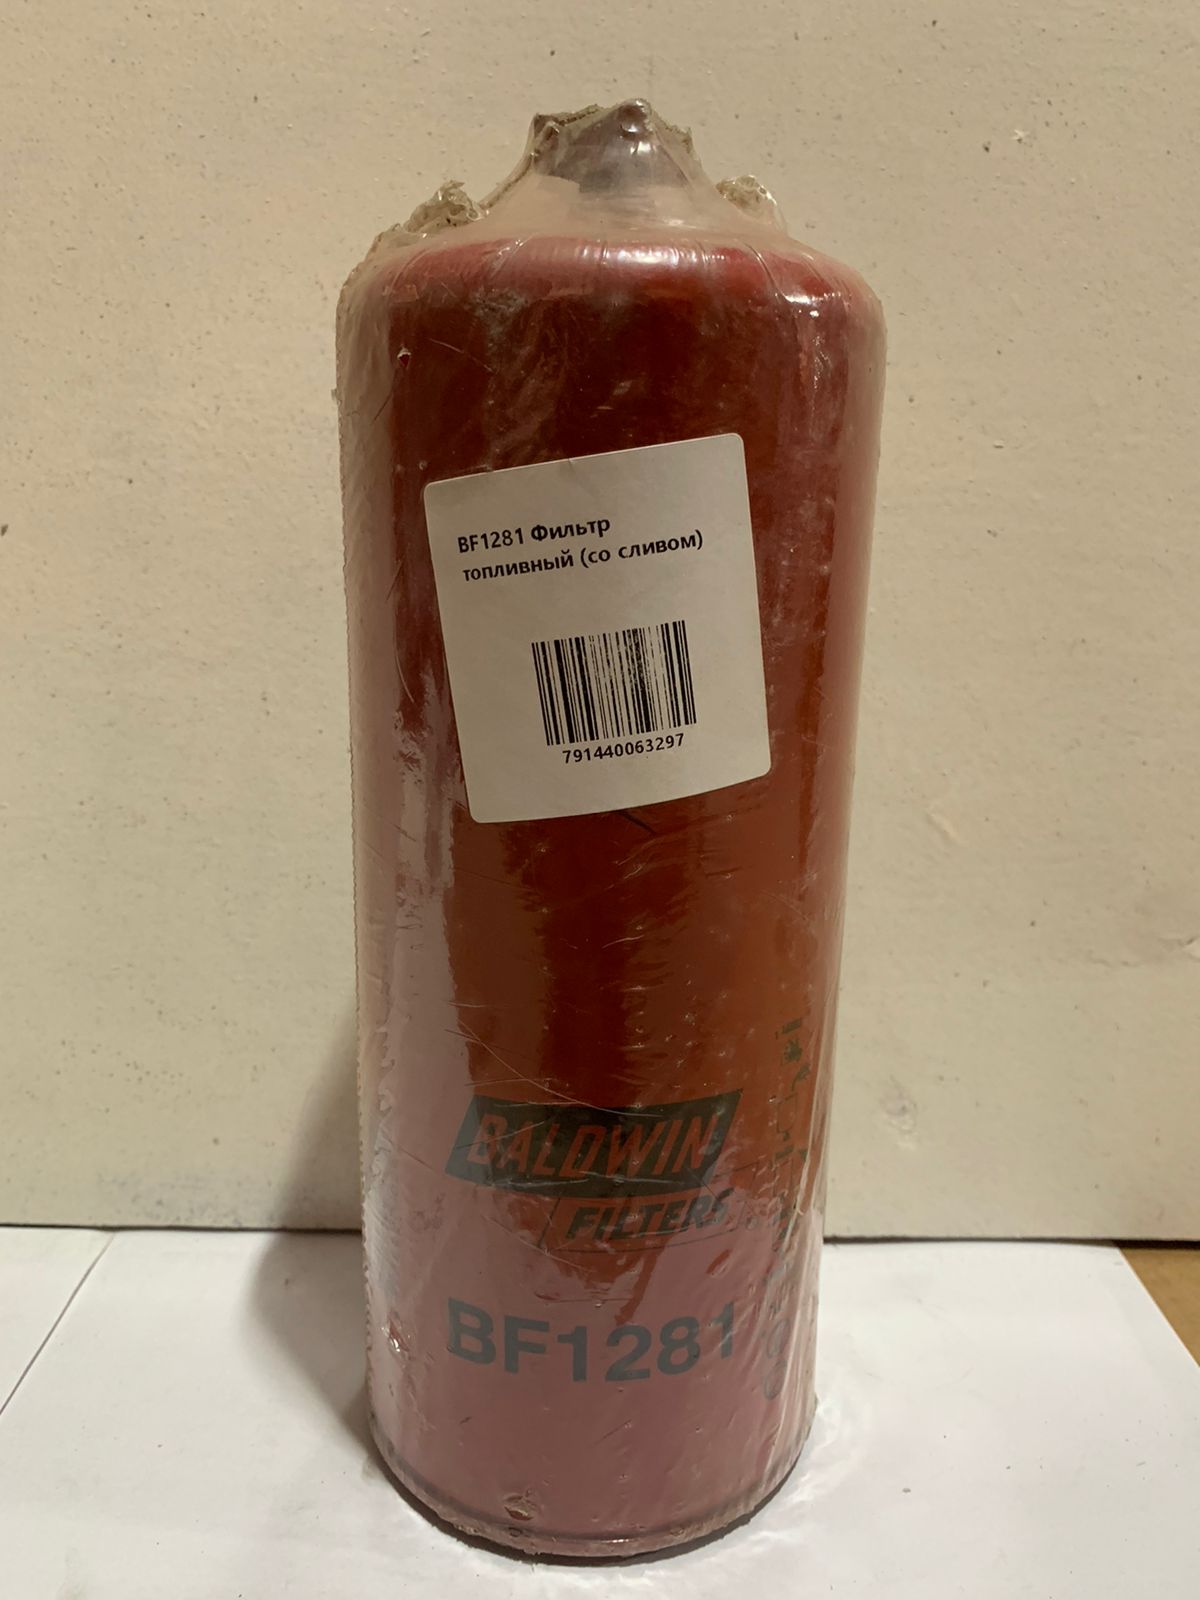 BF1281 Фильтр
топливный (со сливом)
791440063297
BALDWIN
FILTERS
BF1281